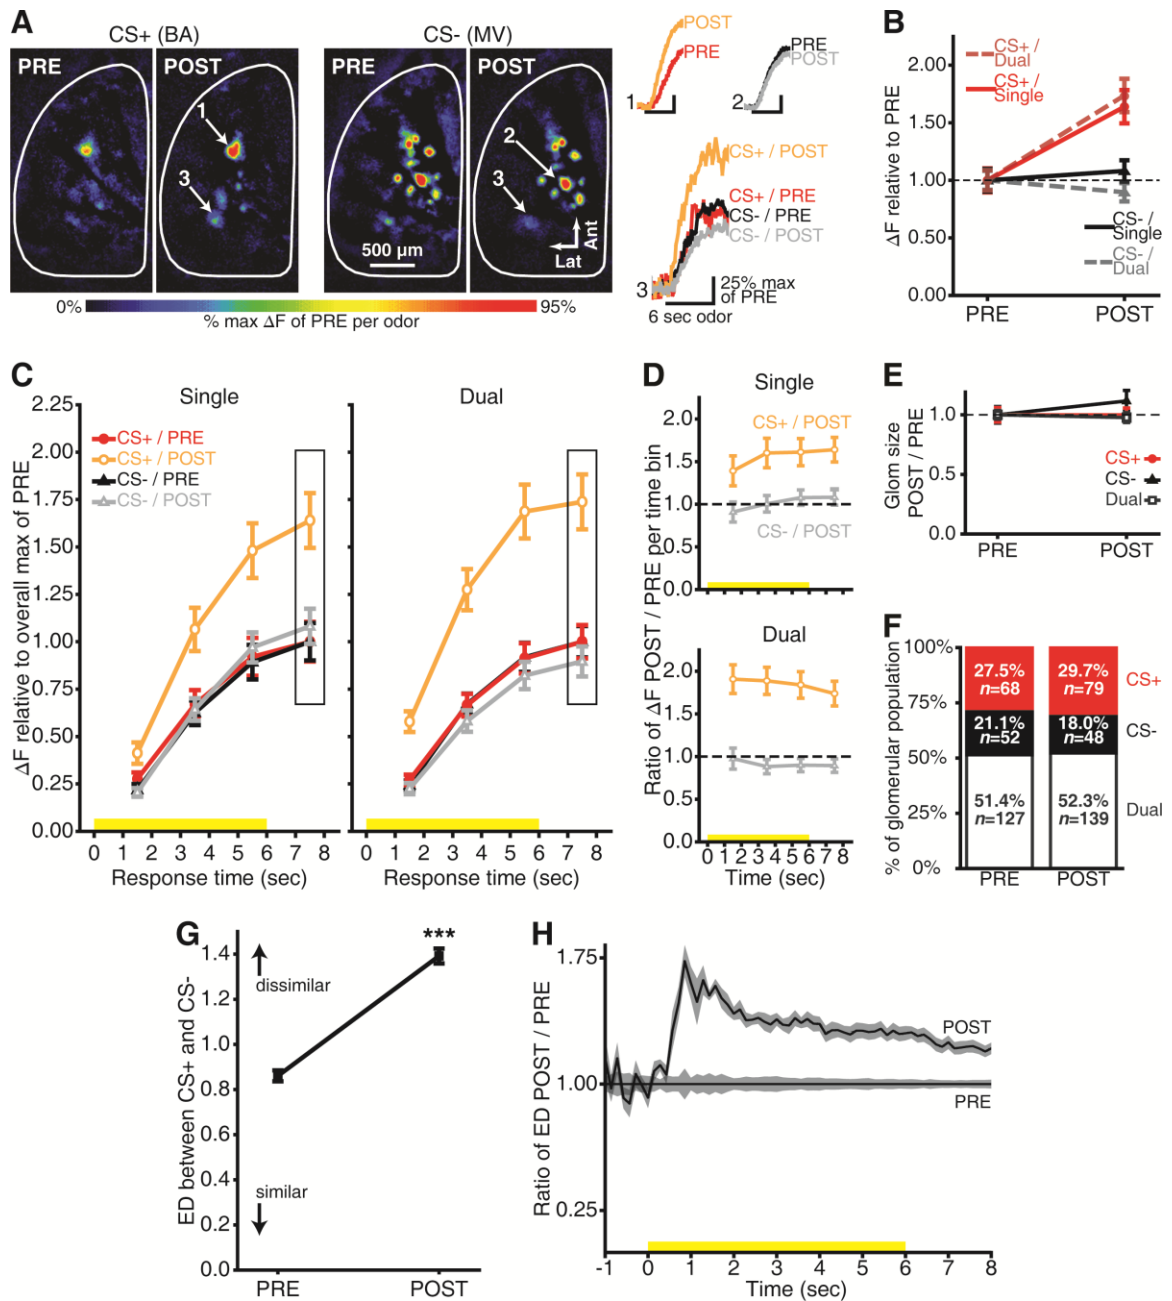 A
CS+ (BA)
CS- (MV)
PRE
POST
PRE
POST
1
3
2
3
500 µm
Ant
Lat
0%
95%
% max ΔF of PRE per odor
POST
PRE
1
PRE
POST
2
CS+ / POST
CS+ / PRE
CS- / PRE
CS- / POST
3
25% max
of PRE
6 sec odor
B
ΔF relative to PRE
2.00
1.50
1.00
0.50
0.00
CS+ /
Dual
CS+ /
Single
CS- /
Single
CS- /
Dual
PRE
POST
C
Single
Dual
ΔF relative to overall max of PRE
2.25
2.00
1.75
1.50
1.25
1.00
0.75
0.50
0.25
0.00
CS+ / PRE
CS+ / POST
CS- / PRE
CS- / POST
0 1 2 3 4 5 6 7 8
0 1 2 3 4 5 6 7 8
Response time (sec)
Response time (sec)
D
Single
Ratio of ΔF POST / PRE per time bin
2.0
1.5
1.0
0.5
0.0
CS+ / POST
CS- / POST
0 1 2 3 4 5 6 7 8
Dual
2.0
1.5
1.0
0.5
0.0
0 1 2 3 4 5 6 7 8
Time (sec)
E
Glom size
POST / PRE
1.0
0.5
0.0
CS+
CS-
Dual
PRE
POST
F
% of glomerular population
100%
75%
50%
25%
0%
27.5%
n=68
29.7%
n=79
CS+
21.1%
n=52
18.0%
n=48
CS-
51.4%
n=127
52.3%
n=139
Dual
PRE
POST
G
ED between CS+ and CS-
1.4
1.2
1.0
0.8
0.6
0.4
0.2
0.0
dissimilar
***
similar
PRE
POST
H
Ratio of ED POST / PRE
1.75
1.00
0.25
POST
PRE
-1 0 1 2 3 4 5 6 7 8
Time (sec)